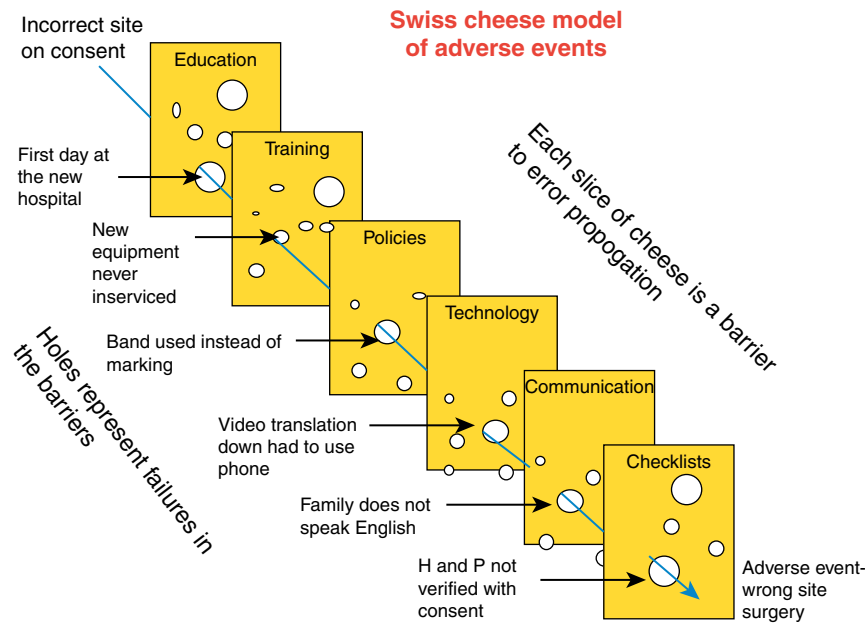 Swiss cheese model
of adverse events
Incorrect site
on consent
Education
First day at
the new
hospital
Training
New
equipment
never
inserviced
Policies
Band used instead of
marking
Technology
Video translation
down had to use
phone
Communication
Family does not
speak English
Checklists
H and P not
verified with
consent
Adverse event-
wrong site
surgery
Each slice of cheese is a barrier
to error propogation
Holes represent failures in
the barriers